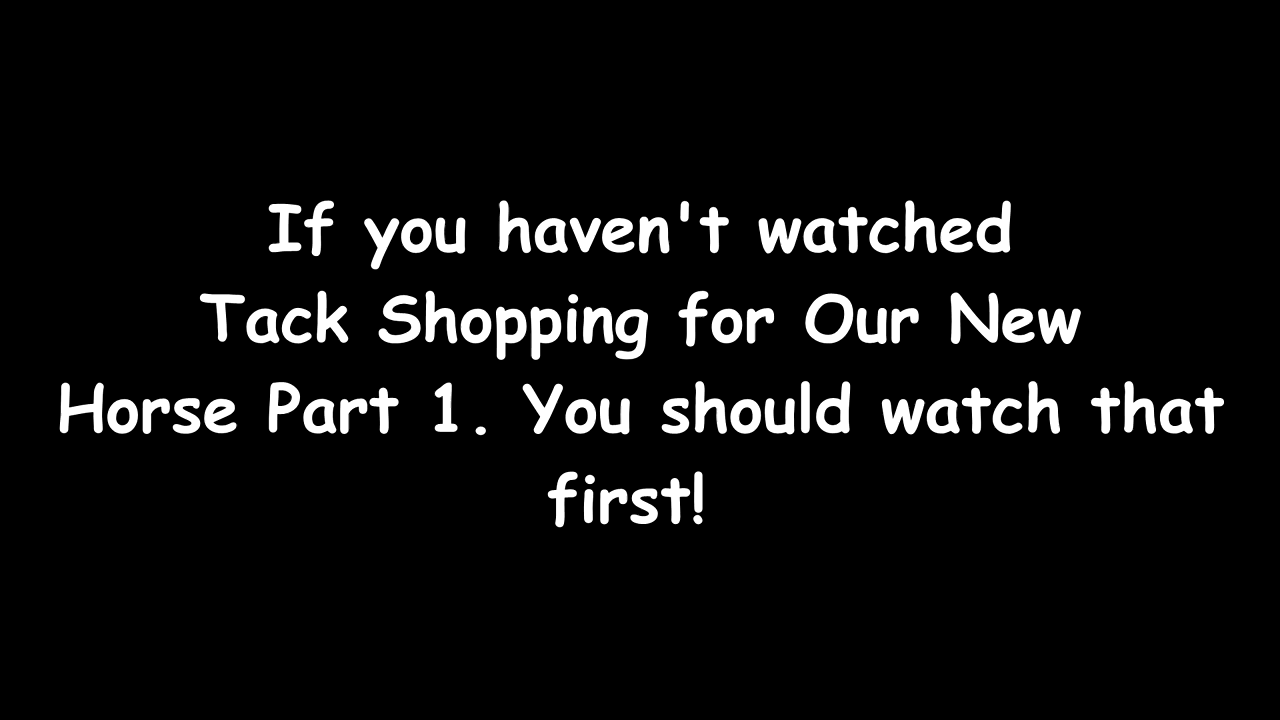 If you haven't watched
Tack Shopping for Our New
Horse Part 1. You should watch that
first!